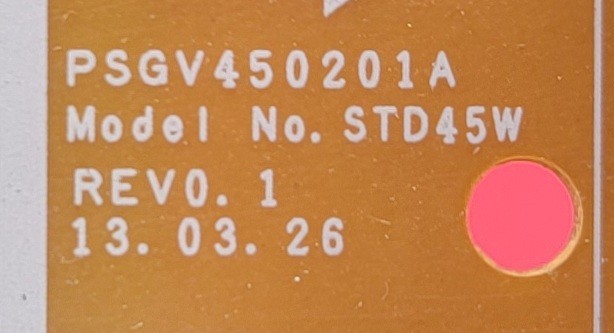 PSGV450201A
Model No. STD45W
REV0. 1
13. 03. 26